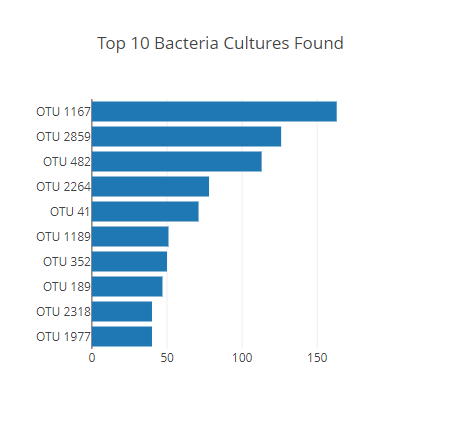 Top 10 Bacteria Cultures Found
OTU 1167
OTU 2859
OTU 482
OTU 2264
OTU 41
OTU 1189
OTU 352
OTU 189
OTU 2318
OTU 1977
0 50 100 150